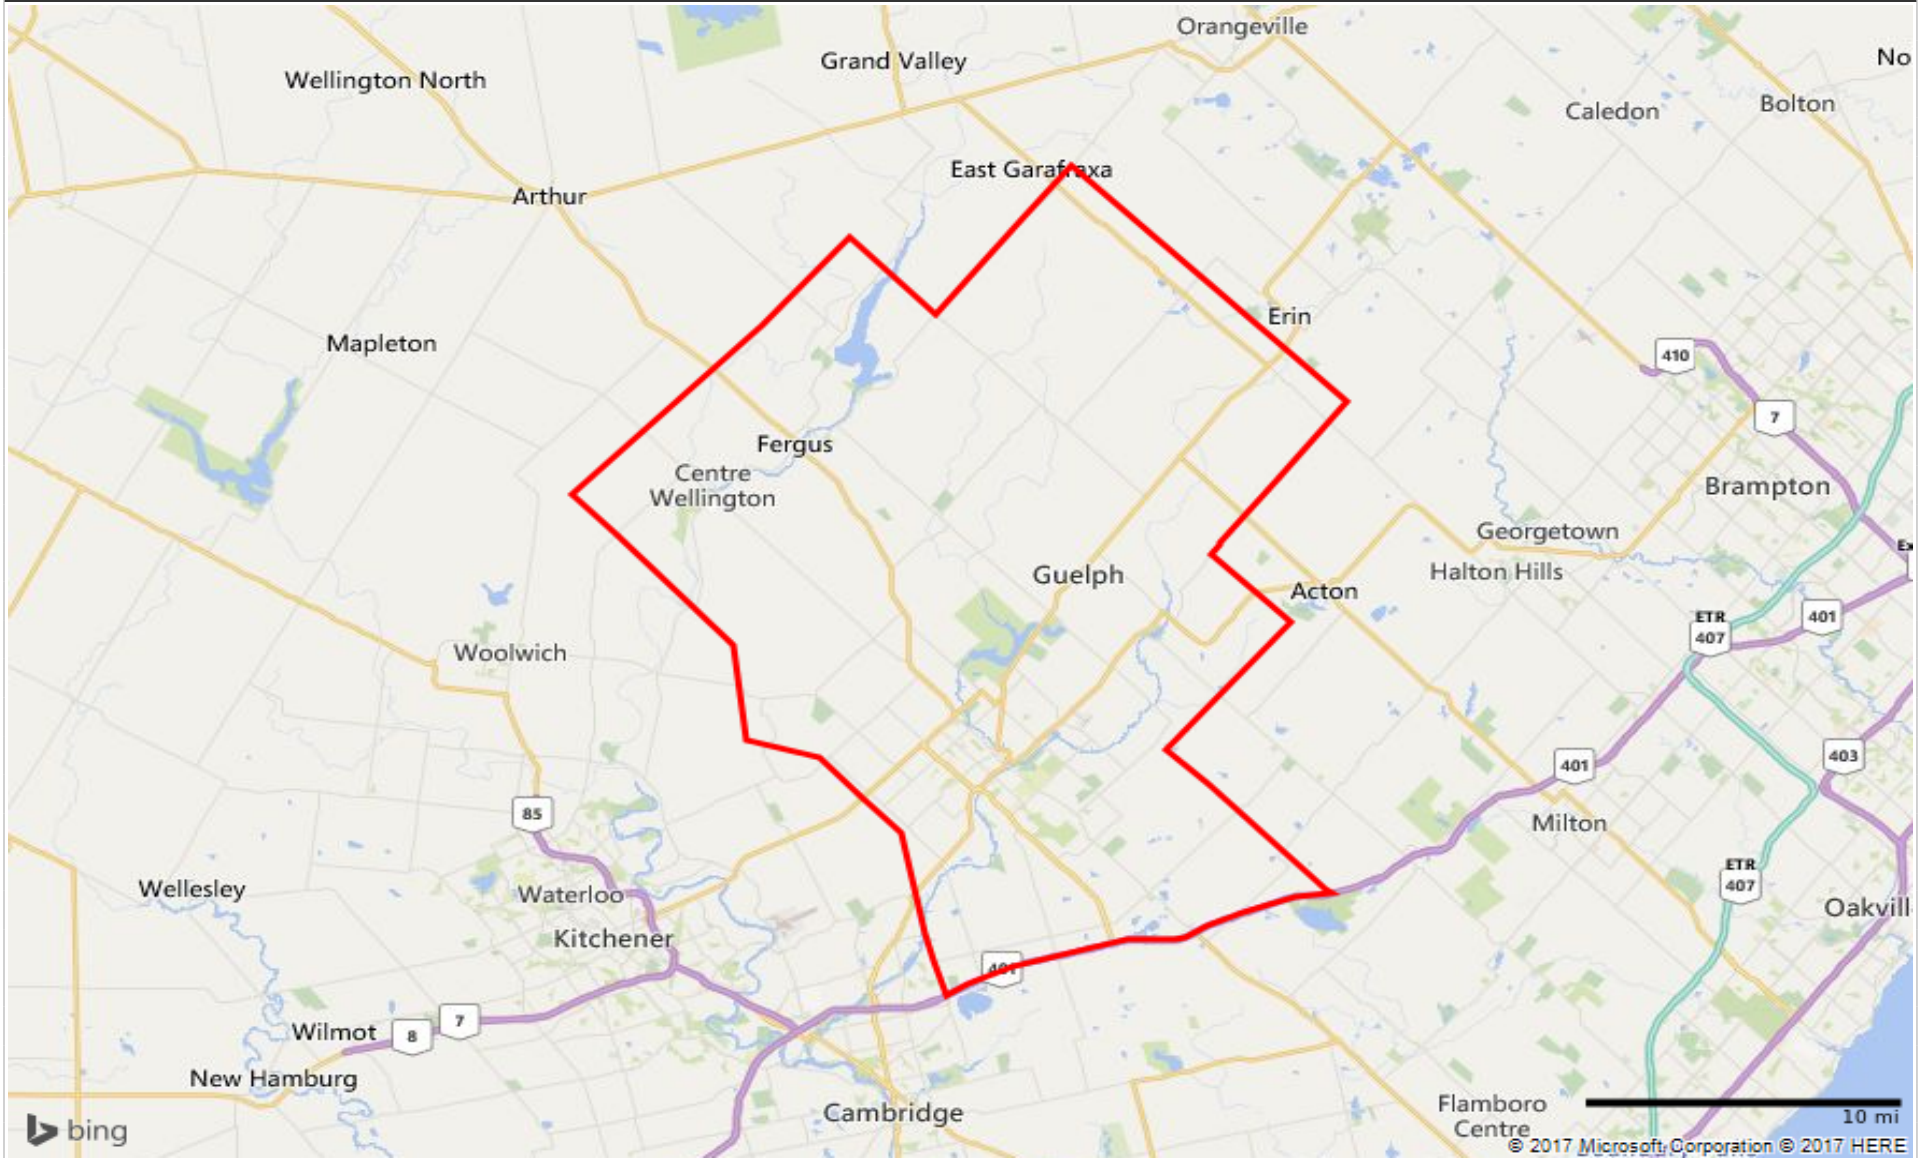 Orangeville
Grand Valley
No
Wellington North
Caledon
Bolton
East Garafraxa
Arthur
Erin
Mapleton
410
7
Fergus
Centre
Wellington
Brampton
Georgetown
Guelph
Halton Hills
Acton
ETR
407
401
Woolwich
403
401
85
Milton
ETR
407
Wellesley
Waterloo
Oakvill
Kitchener
401
7
8
Wilmot
New Hamburg
Cambridge
Flamboro
Centre
10 mi
bing
© 2017 Microsoft Corporation © 2017 HERE